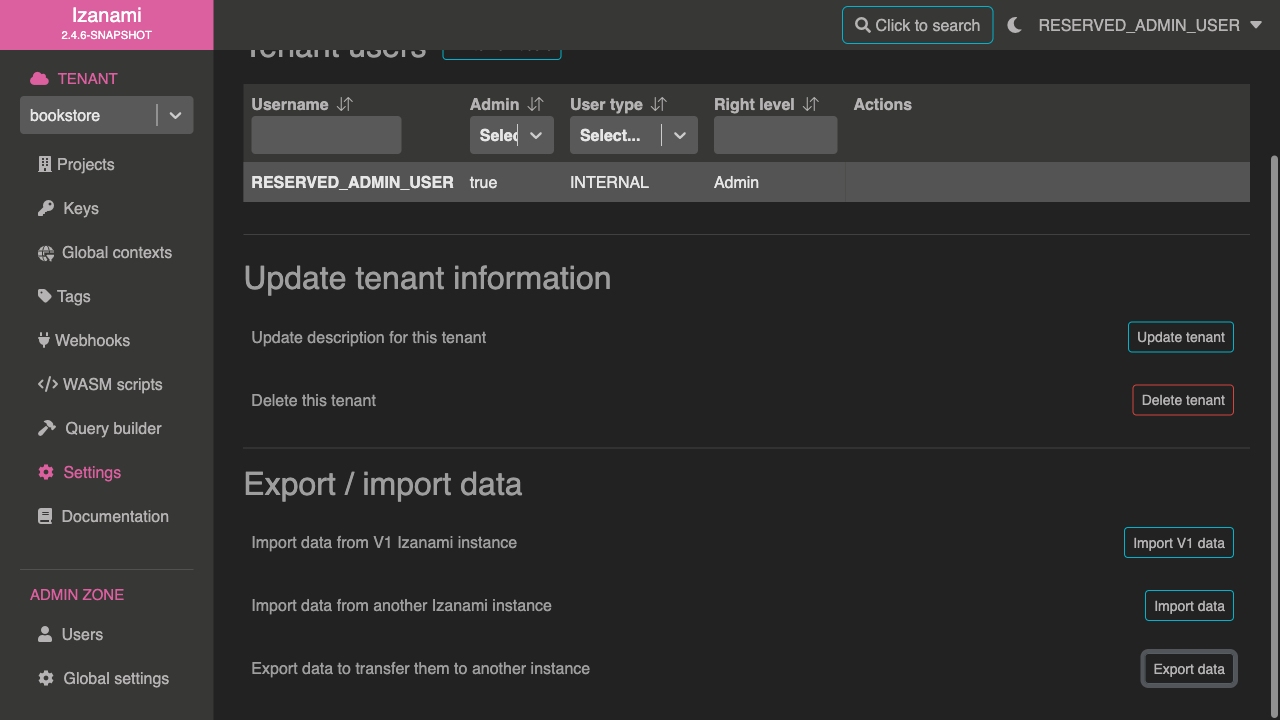 Izanami
2.4.6-SNAPSHOT
Click to search
RESERVED_ADMIN_USER
TENANT
bookstore
Projects
Keys
Global contexts
Tags
Webhooks
WASM scripts
Query builder
Settings
Documentation
ADMIN ZONE
Users
Global settings
Tenant users
Username
Admin
User type
Right level
Actions
Selec
Select...
RESERVED_ADMIN_USER
true
INTERNAL
Admin
Update tenant information
Update description for this tenant
Update tenant
Delete this tenant
Delete tenant
Export / import data
Import data from V1 Izanami instance
Import V1 data
Import data from another Izanami instance
Import data
Export data to transfer them to another instance
Export data